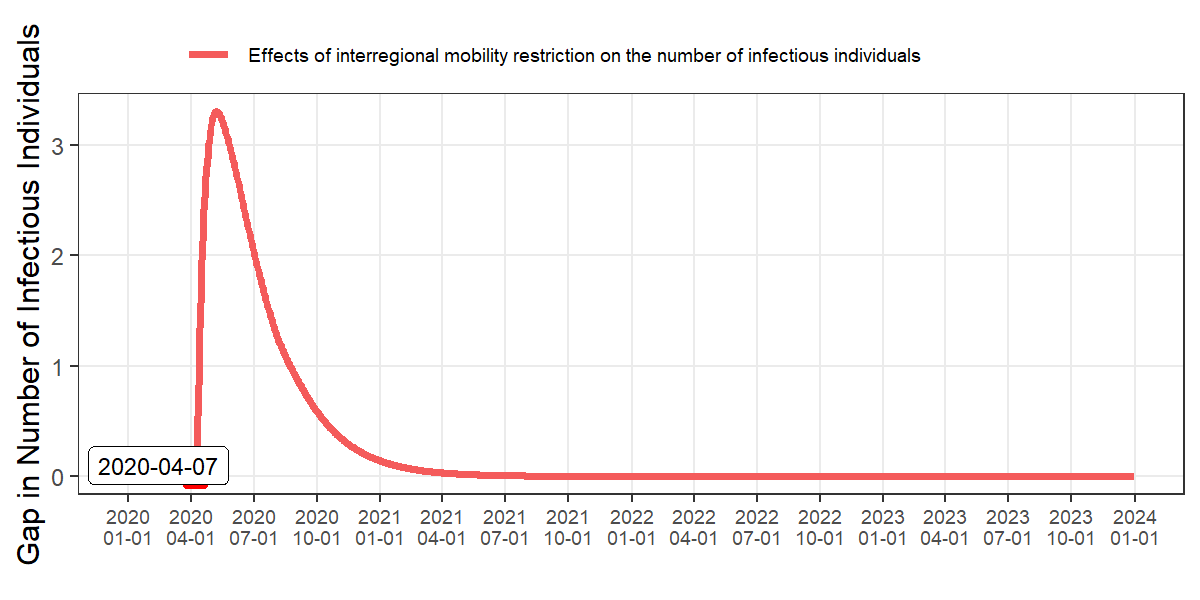 Effects of interregional mobility restriction on the number of infectious individuals
Gap in Number of Infectious Individuals
3
2
1
0
2020-04-07
2020 2020 2020 2020 2021 2021 2021 2021 2022 2022 2022 2022 2023 2023 2023 2023 2024
01-01 04-01 07-01 10-01 01-01 04-01 07-01 10-01 01-01 04-01 07-01 10-01 01-01 04-01 07-01 10-01 01-01